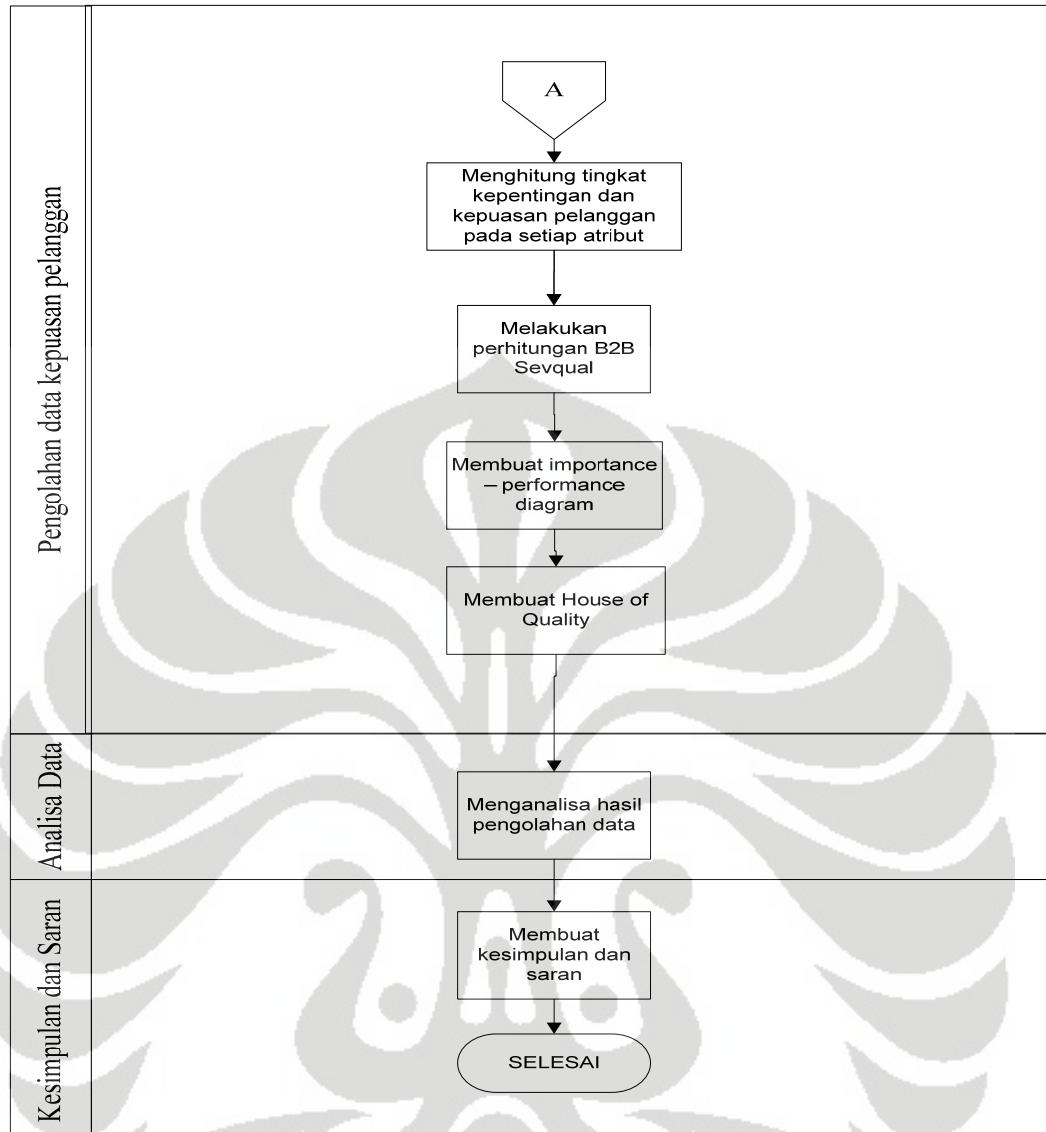 Pengolahan data kepuasan pelanggan
A
Menghitung tingkat
kepentingan dan
kepuasan pelanggan
pada setiap atribut
Melakukan
perhitungan B2B
Sevqual
Membuat importance
– performance
diagram
Membuat House of
Quality
Analisa Data
Menganalisa hasil
pengolahan data
Kesimpulan dan Saran
Membuat
kesimpulan dan
saran
SELESAI